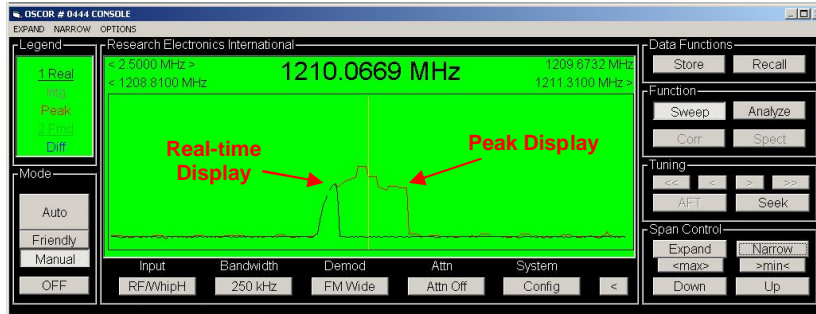 OSCOR # 0444 CONSOLE
EXPAND NARROW OPTIONS
Legend
1 Real
Intg
Peak
2 Frnd
Diff
Mode
Auto
Friendly
Manual
OFF
Research Electronics International
< 2.5000 MHz >
1210.0669 MHz
1209.6732 MHz
< 1208.8100 MHz
1211.3100 MHz >
Real-time
Display
Peak Display
Input Bandwidth Demod Attn System
RF/WhipH 250 kHz FM Wide Attn Off Config <
Data Functions
Store Recall
Function
Sweep Analyze
Corr Spect
Tuning
<< < > >>
AFT Seek
Span Control
Expand Narrow
<max> >min<
Down Up